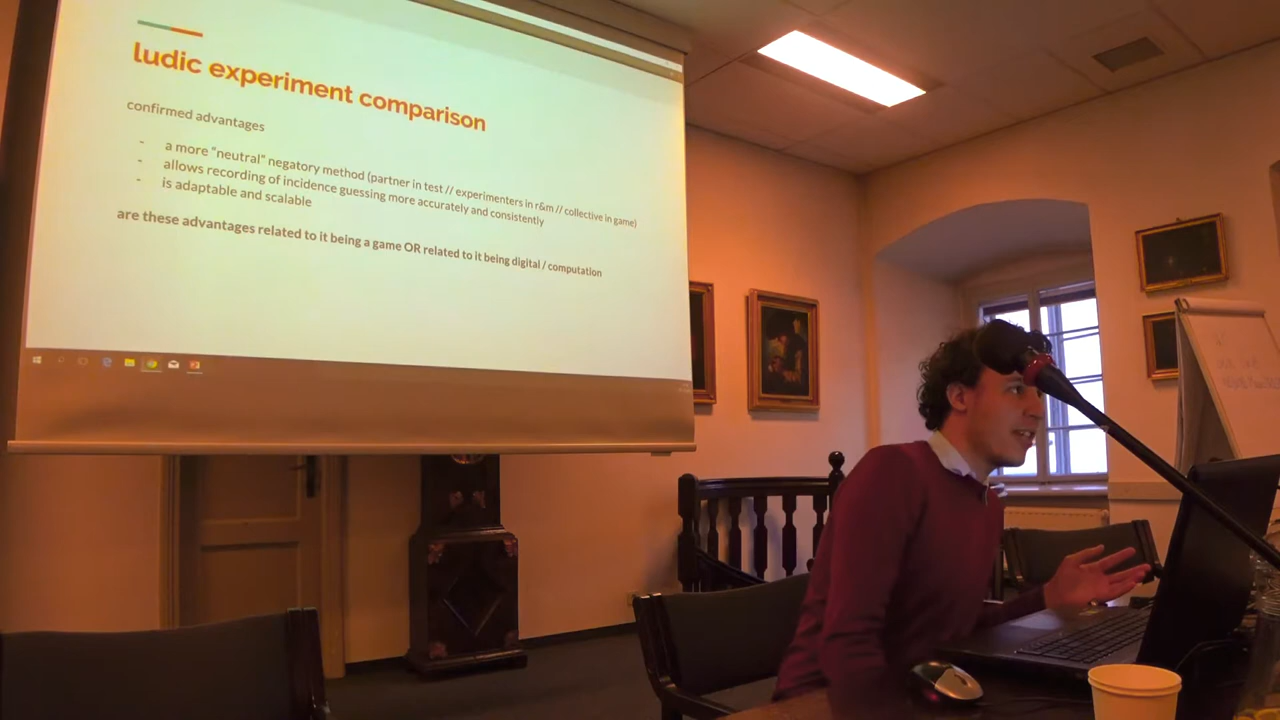 ludic experiment comparison
confirmed advantages
- a more "neutral" negatory method (partner in test // experimenters in r&m // collective in game)
- allows recording of incidence guessing more accurately and consistently
- is adaptable and scalable
are these advantages related to it being a game OR related to it being digital / computation